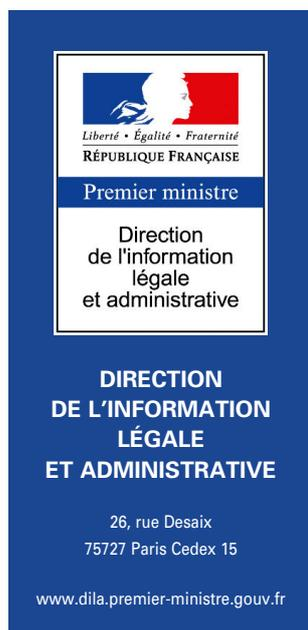 Liberté • Égalité • Fraternité
RÉPUBLIQUE FRANÇAISE
Premier ministre
Direction
de l'information
légale
et administrative
DIRECTION
DE L'INFORMATION
LÉGALE
ET ADMINISTRATIVE
26, rue Desaix
75727 Paris Cedex 15
www.dila.premier-ministre.gouv.fr